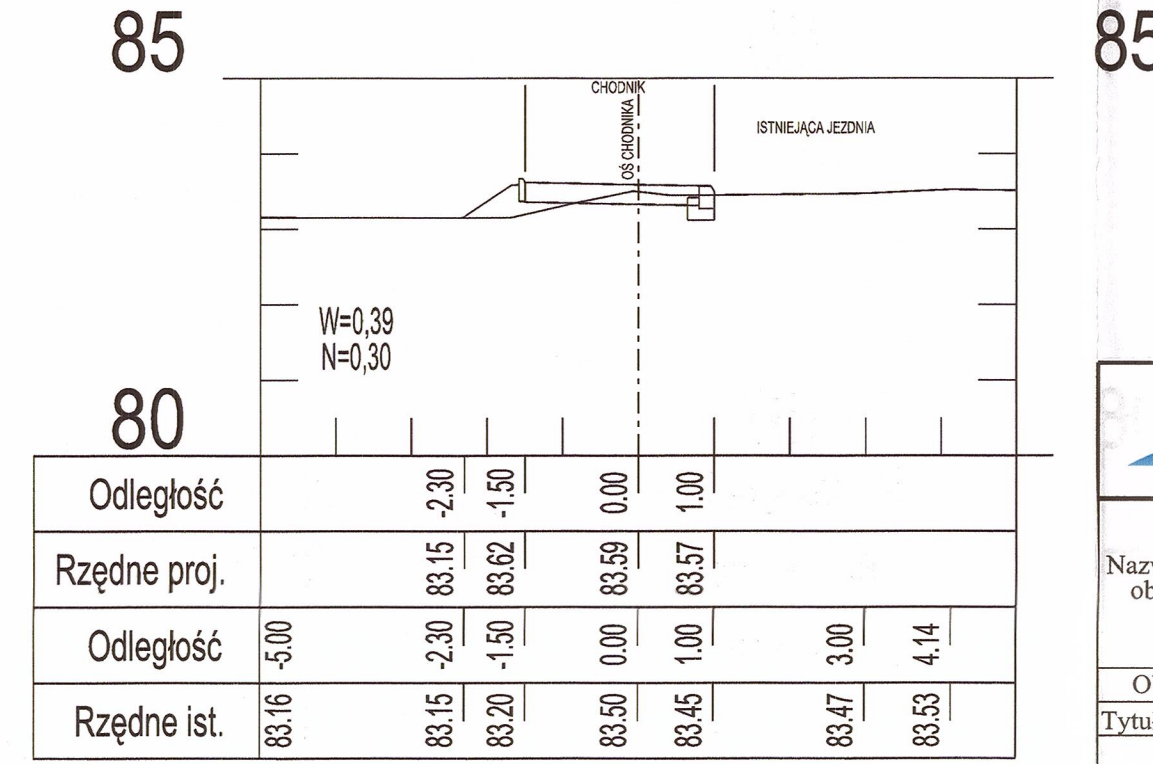 85
85
CHODNIK
OŚ CHODNIKA
ISTNIEJĄCA JEZDNIA
W=0,39
N=0,30
80
Odległość -2.30 -1.50 0.00 1.00
Rzędne proj. 83.15 83.62 83.59 83.57
Odległość -5.00 -2.30 -1.50 0.00 1.00 3.00 4.14
Rzędne ist. 83.16 83.15 83.20 83.50 83.45 83.47 83.53